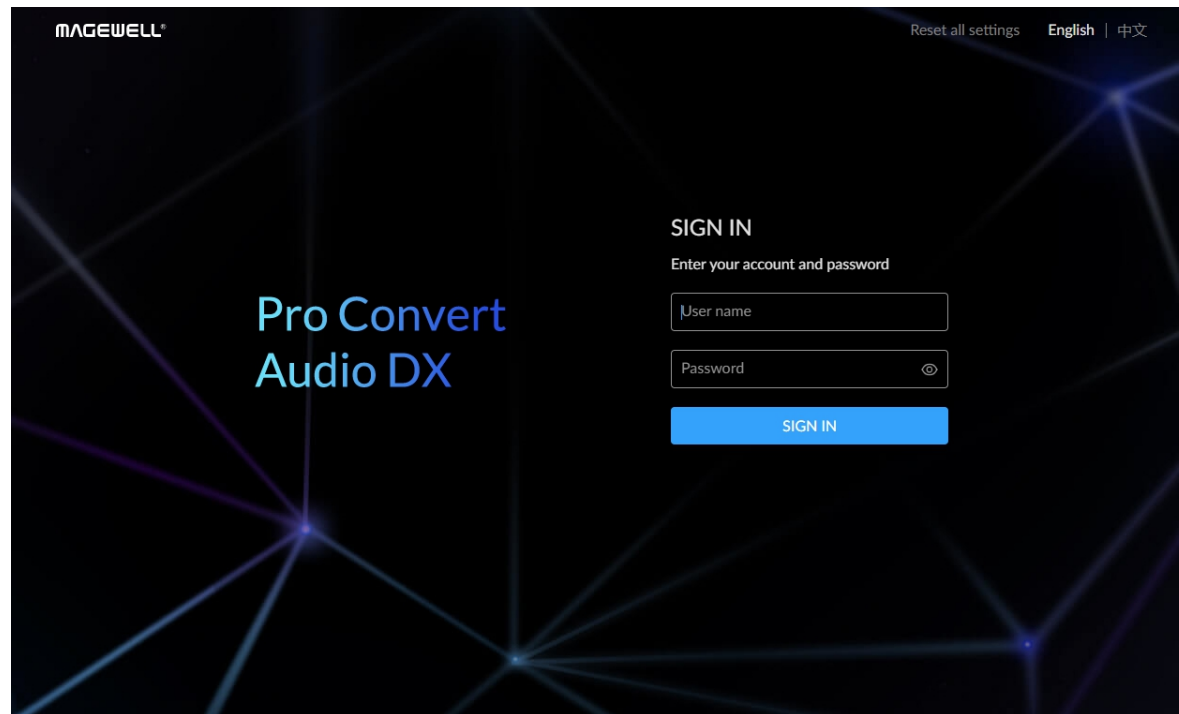 MAGEWELL®
Reset all settings English | 中文
SIGN IN
Enter your account and password
User name
Pro Convert
Audio DX
Password
SIGN IN